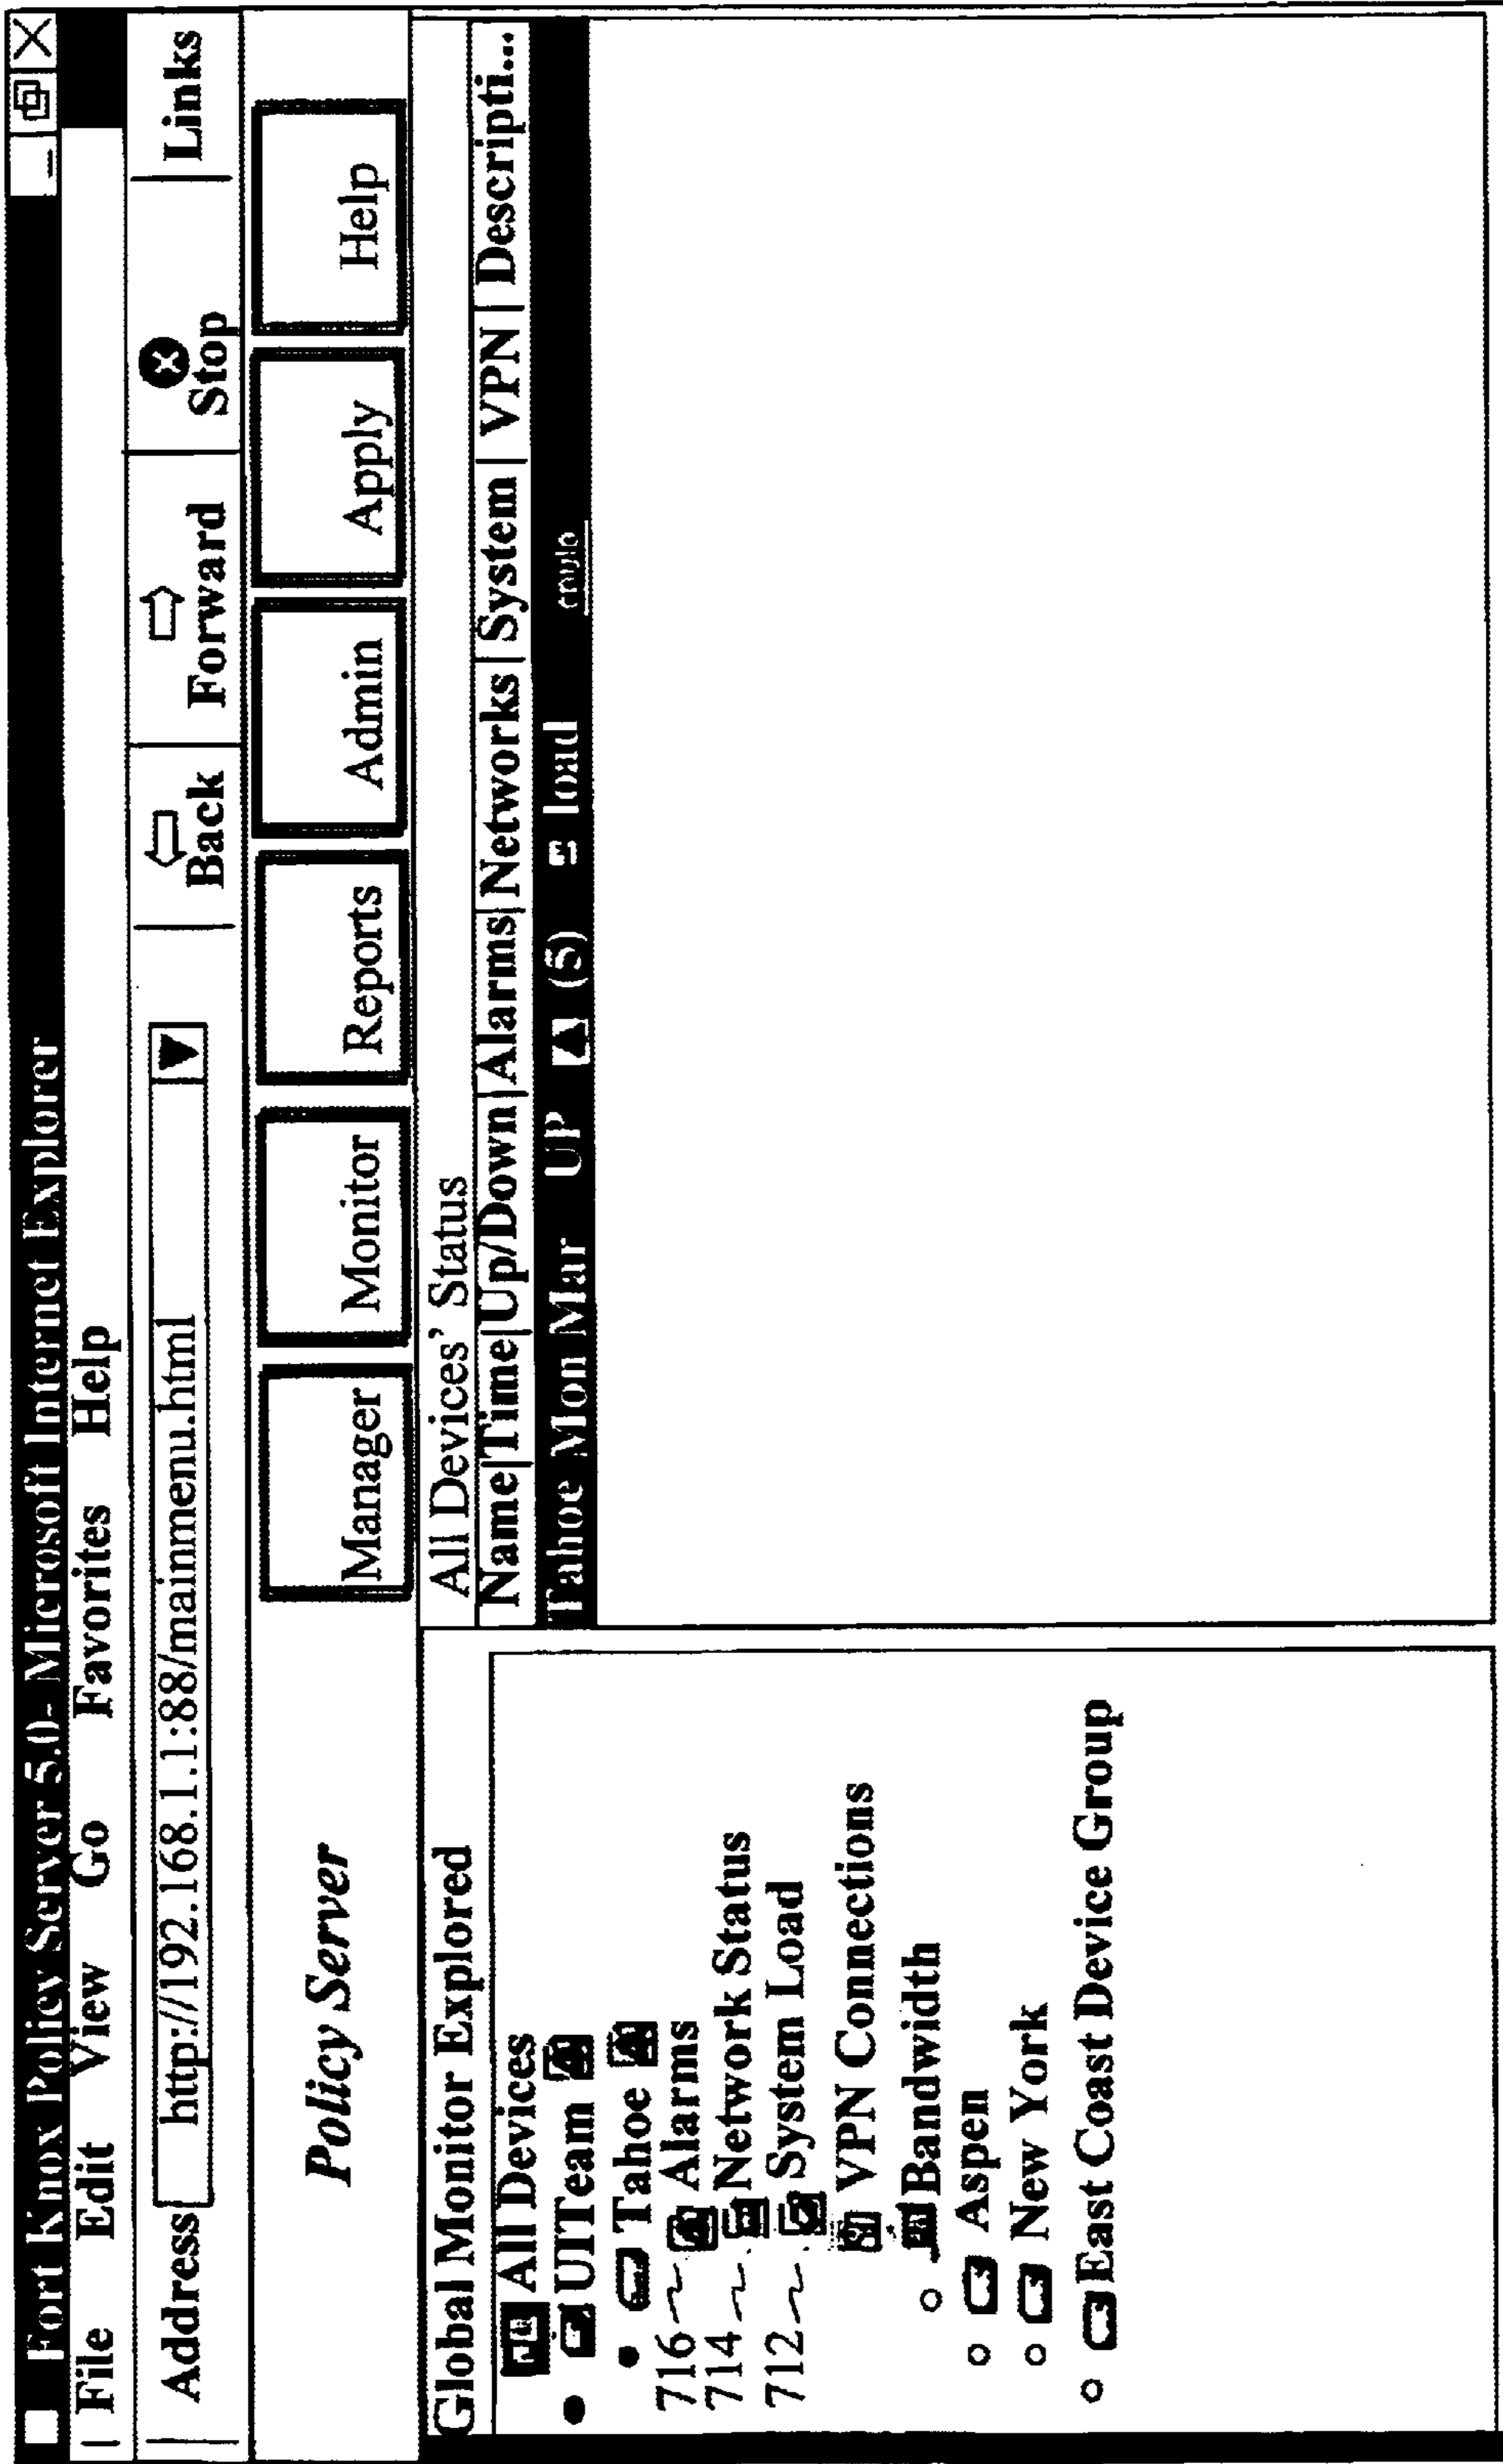 Fort Knox Policy Server 5.0- Microsoft Internet Explorer
File Edit View Go Favorites Help
Address http://192.168.1.1:88/mainmenu.html Back Forward Stop Links
Policy Server Manager Monitor Reports Admin Apply Help
Global Monitor Explored
All Devices
UITeam
Tahoe
716 Alarms
714 Network Status
712 System Load
VPN Connections
Bandwidth
Aspen
New York
East Coast Device Group
All Devices' Status
Name Time Up/Down Alarms Networks System VPN Descripti...
Tahoe Mon Mar UP (5) load